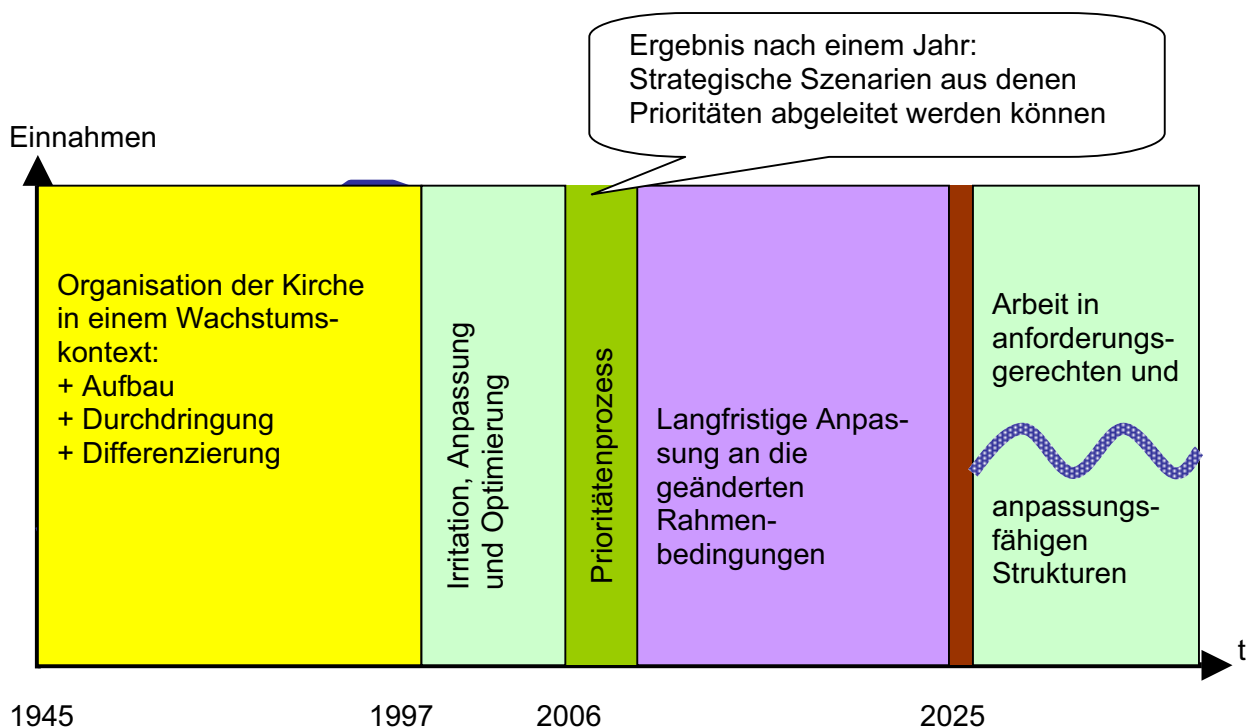 Ergebnis nach einem Jahr:
Strategische Szenarien aus denen
Prioritäten abgeleitet werden können
Einnahmen
Organisation der Kirche
in einem Wachstums-
kontext:
+ Aufbau
+ Durchdringung
+ Differenzierung
Irritation, Anpassung
und Optimierung
Prioritätenprozess
Langfristige Anpas-
sung an die
geänderten
Rahmen-
bedingungen
Arbeit in
anforderungs-
gerechten und
anpassungs-
fähigen
Strukturen
t
1945
1997
2006
2025